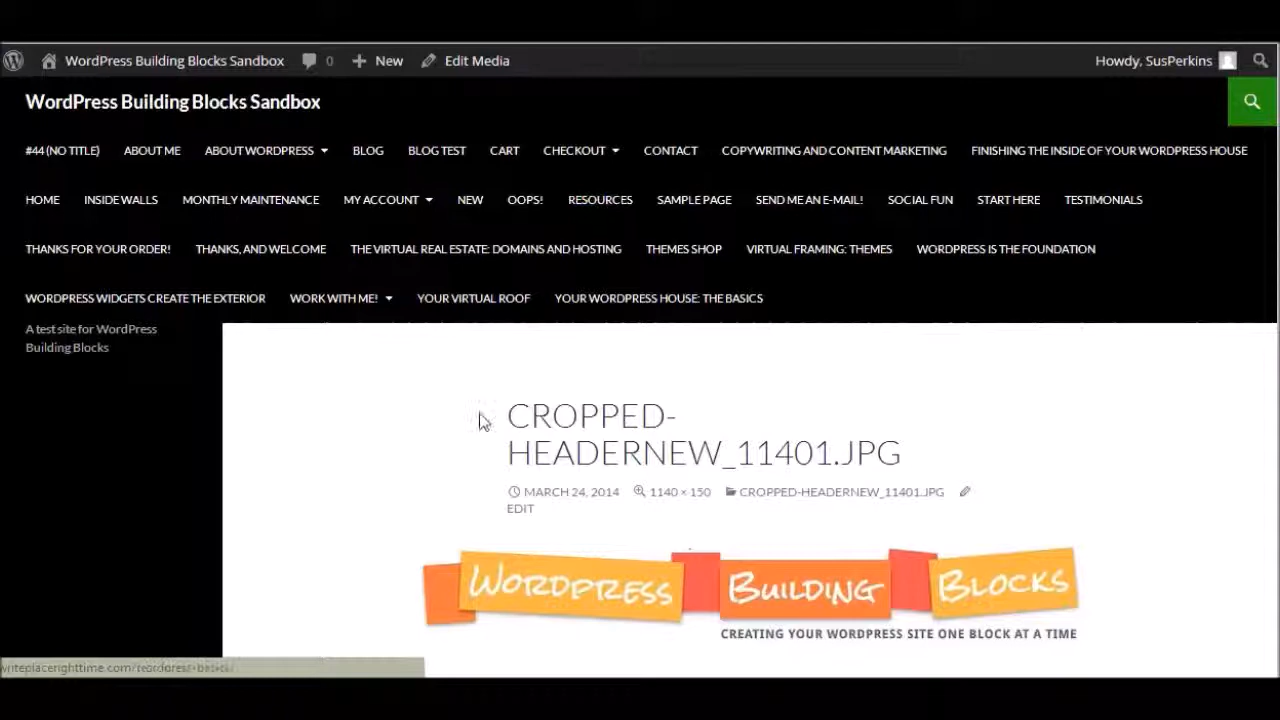 WordPress Building Blocks Sandbox 0 New Edit Media Howdy, SusPerkins
WordPress Building Blocks Sandbox
#44 (NO TITLE) ABOUT ME ABOUT WORDPRESS BLOG BLOG TEST CART CHECKOUT CONTACT COPYWRITING AND CONTENT MARKETING FINISHING THE INSIDE OF YOUR WORDPRESS HOUSE
HOME INSIDE WALLS MONTHLY MAINTENANCE MY ACCOUNT NEW OOPS! RESOURCES SAMPLE PAGE SEND ME AN E-MAIL! SOCIAL FUN START HERE TESTIMONIALS
THANKS FOR YOUR ORDER! THANKS, AND WELCOME THE VIRTUAL REAL ESTATE: DOMAINS AND HOSTING THEMES SHOP VIRTUAL FRAMING: THEMES WORDPRESS IS THE FOUNDATION
WORDPRESS WIDGETS CREATE THE EXTERIOR WORK WITH ME! YOUR VIRTUAL ROOF YOUR WORDPRESS HOUSE: THE BASICS
A test site for WordPress
Building Blocks
CROPPED-
HEADERNEW_11401.JPG
MARCH 24, 2014 1140 × 150 CROPPED-HEADERNEW_11401.JPG
EDIT
WORDPRESS BUILDING BLOCKS
CREATING YOUR WORDPRESS SITE ONE BLOCK AT A TIME